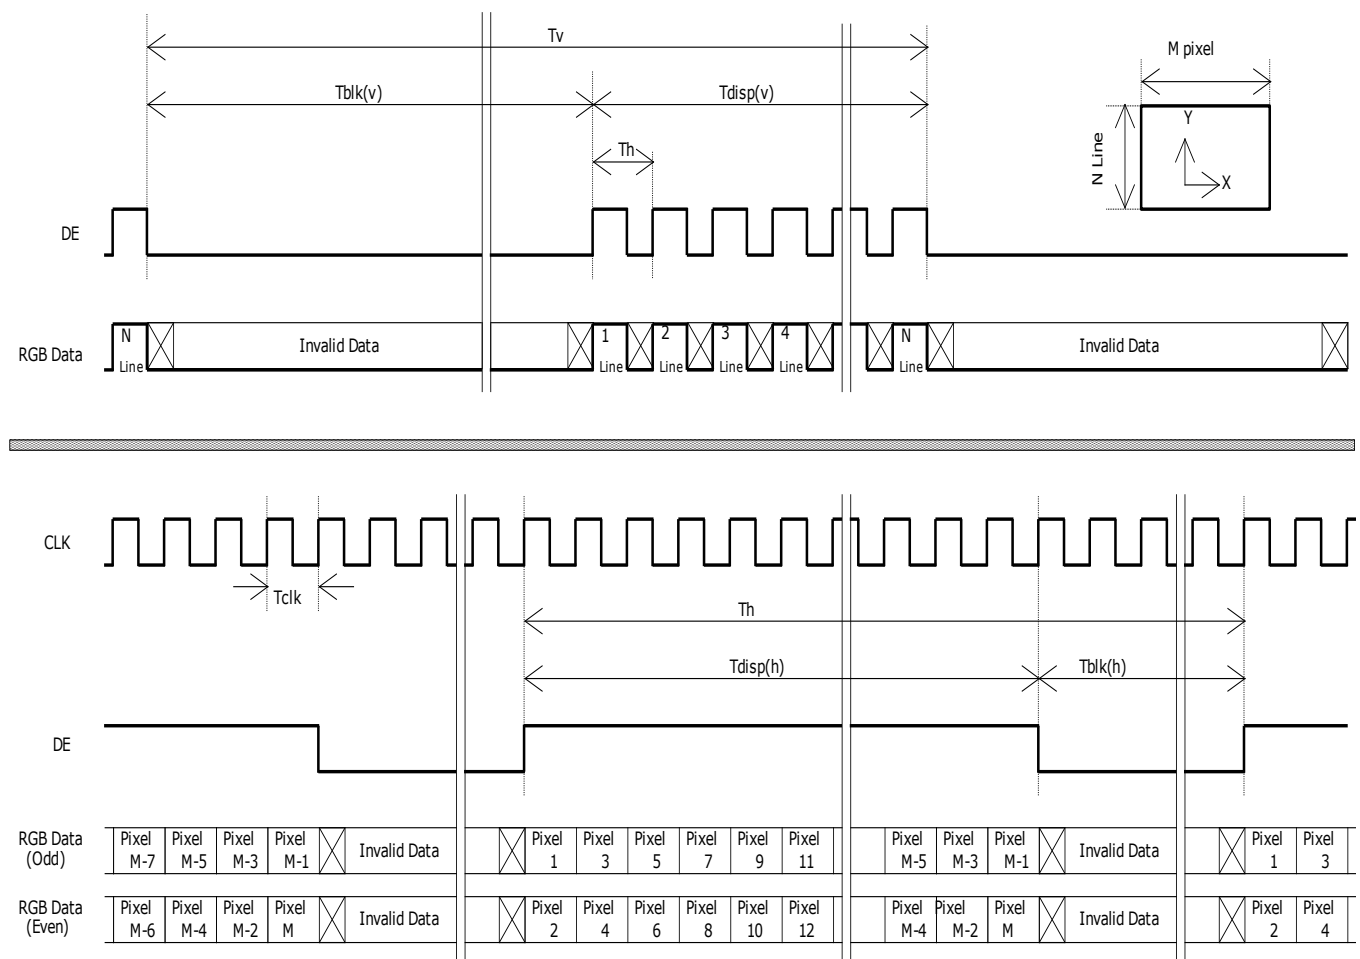 Tv
M pixel
Tblk(v)
Tdisp(v)
N Line
Y
X
Th
DE
RGB Data
N
Line
Invalid Data
1
Line
2
Line
3
Line
4
Line
N
Line
Invalid Data
CLK
Tclk
Th
Tdisp(h)
Tblk(h)
DE
RGB Data
(Odd)
Pixel Pixel Pixel Pixel Invalid Data Pixel Pixel Pixel Pixel Pixel Pixel Pixel Pixel Pixel Invalid Data Pixel Pixel
M-7 M-5 M-3 M-1 1 3 5 7 9 11 M-5 M-3 M-1 1 3
RGB Data
(Even)
Pixel Pixel Pixel Pixel Invalid Data Pixel Pixel Pixel Pixel Pixel Pixel Pixel Pixel Pixel Invalid Data Pixel Pixel
M-6 M-4 M-2 M 2 4 6 8 10 12 M-4 M-2 M 2 4